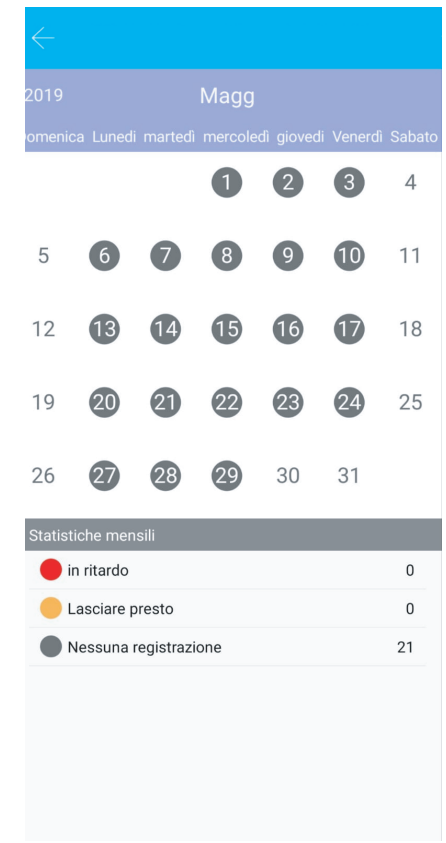 2019 Magg
omenica Lunedi martedì mercoledì giovedi Venerdì Sabato
1 2 3 4
5 6 7 8 9 10 11
12 13 14 15 16 17 18
19 20 21 22 23 24 25
26 27 28 29 30 31
Statistiche mensili
in ritardo 0
Lasciare presto 0
Nessuna registrazione 21